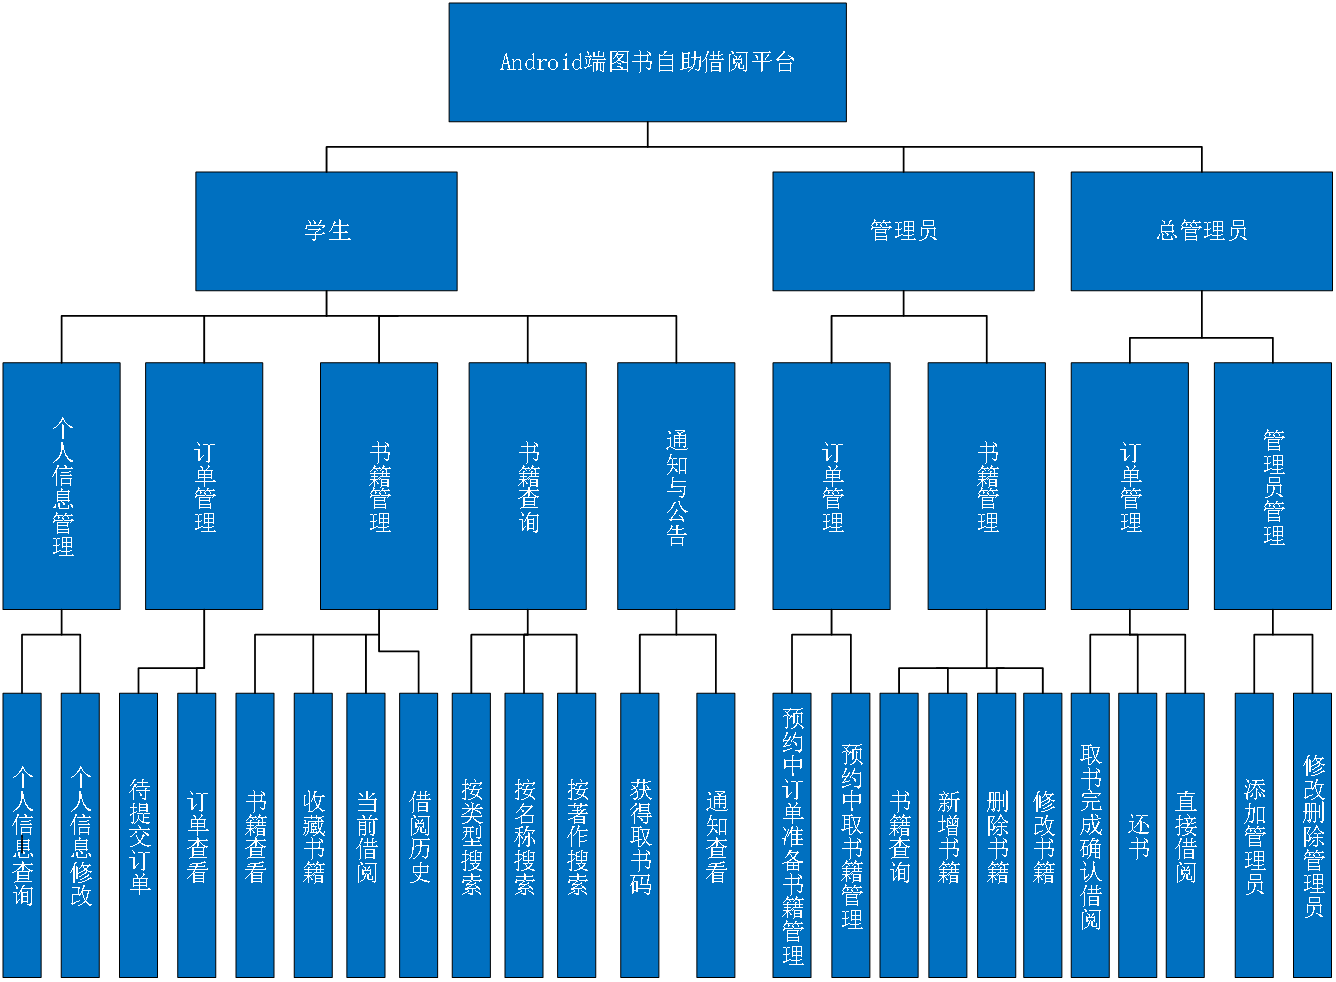 Android端图书自助借阅平台
学生
管理员
总管理员
个人信息管理
订单管理
书籍管理
书籍查询
通知与公告
订单管理
书籍管理
订单管理
管理员管理
个人信息查询
个人信息修改
待提交订单
订单查看
书籍查看
收藏书籍
当前借阅
借阅历史
按类型搜索
按名称搜索
按著作搜索
获得取书码
通知查看
预约中订单准备书籍管理
预约中取书籍管理
书籍查询
新增书籍
删除书籍
修改书籍
取书完成确认借阅
还书
直接借阅
添加管理员
修改删除管理员